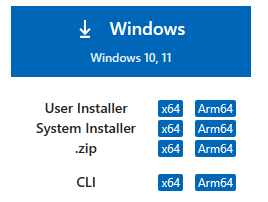 Windows
Windows 10, 11
User Installer x64 Arm64
System Installer x64 Arm64
.zip x64 Arm64
CLI x64 Arm64